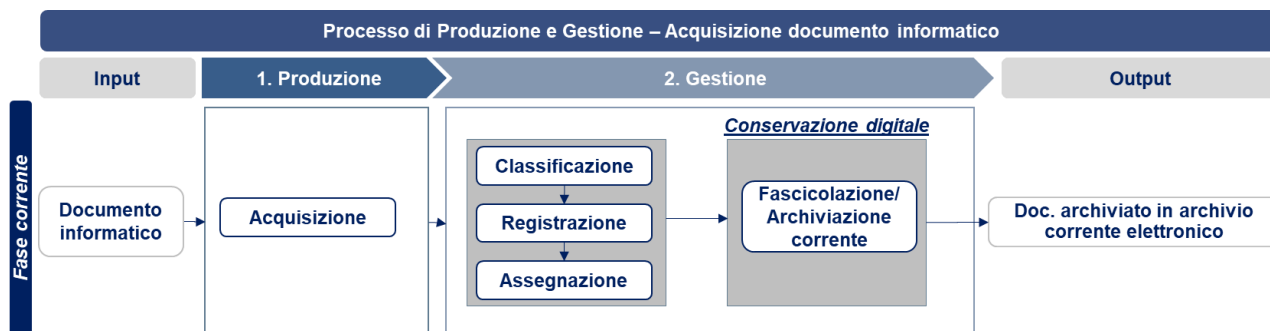 Processo di Produzione e Gestione – Acquisizione documento informatico
Input
1. Produzione
2. Gestione
Output
Fase corrente
Documento
informatico
Acquisizione
Classificazione
Registrazione
Assegnazione
Conservazione digitale
Fascicolazione/
Archiviazione
corrente
Doc. archiviato in archivio
corrente elettronico